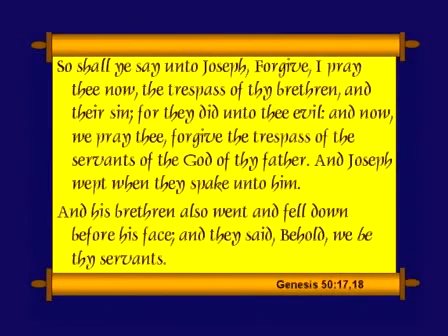 So shall ye say unto Joseph, Forgive, I pray
thee now, the trespass of thy brethren, and
their sin; for they did unto thee evil: and now,
we pray thee, forgive the trespass of the
servants of the God of thy father. And Joseph
wept when they spake unto him.
And his brethren also went and fell down
before his face; and they said, Behold, we be
thy servants.
Genesis 50:17,18